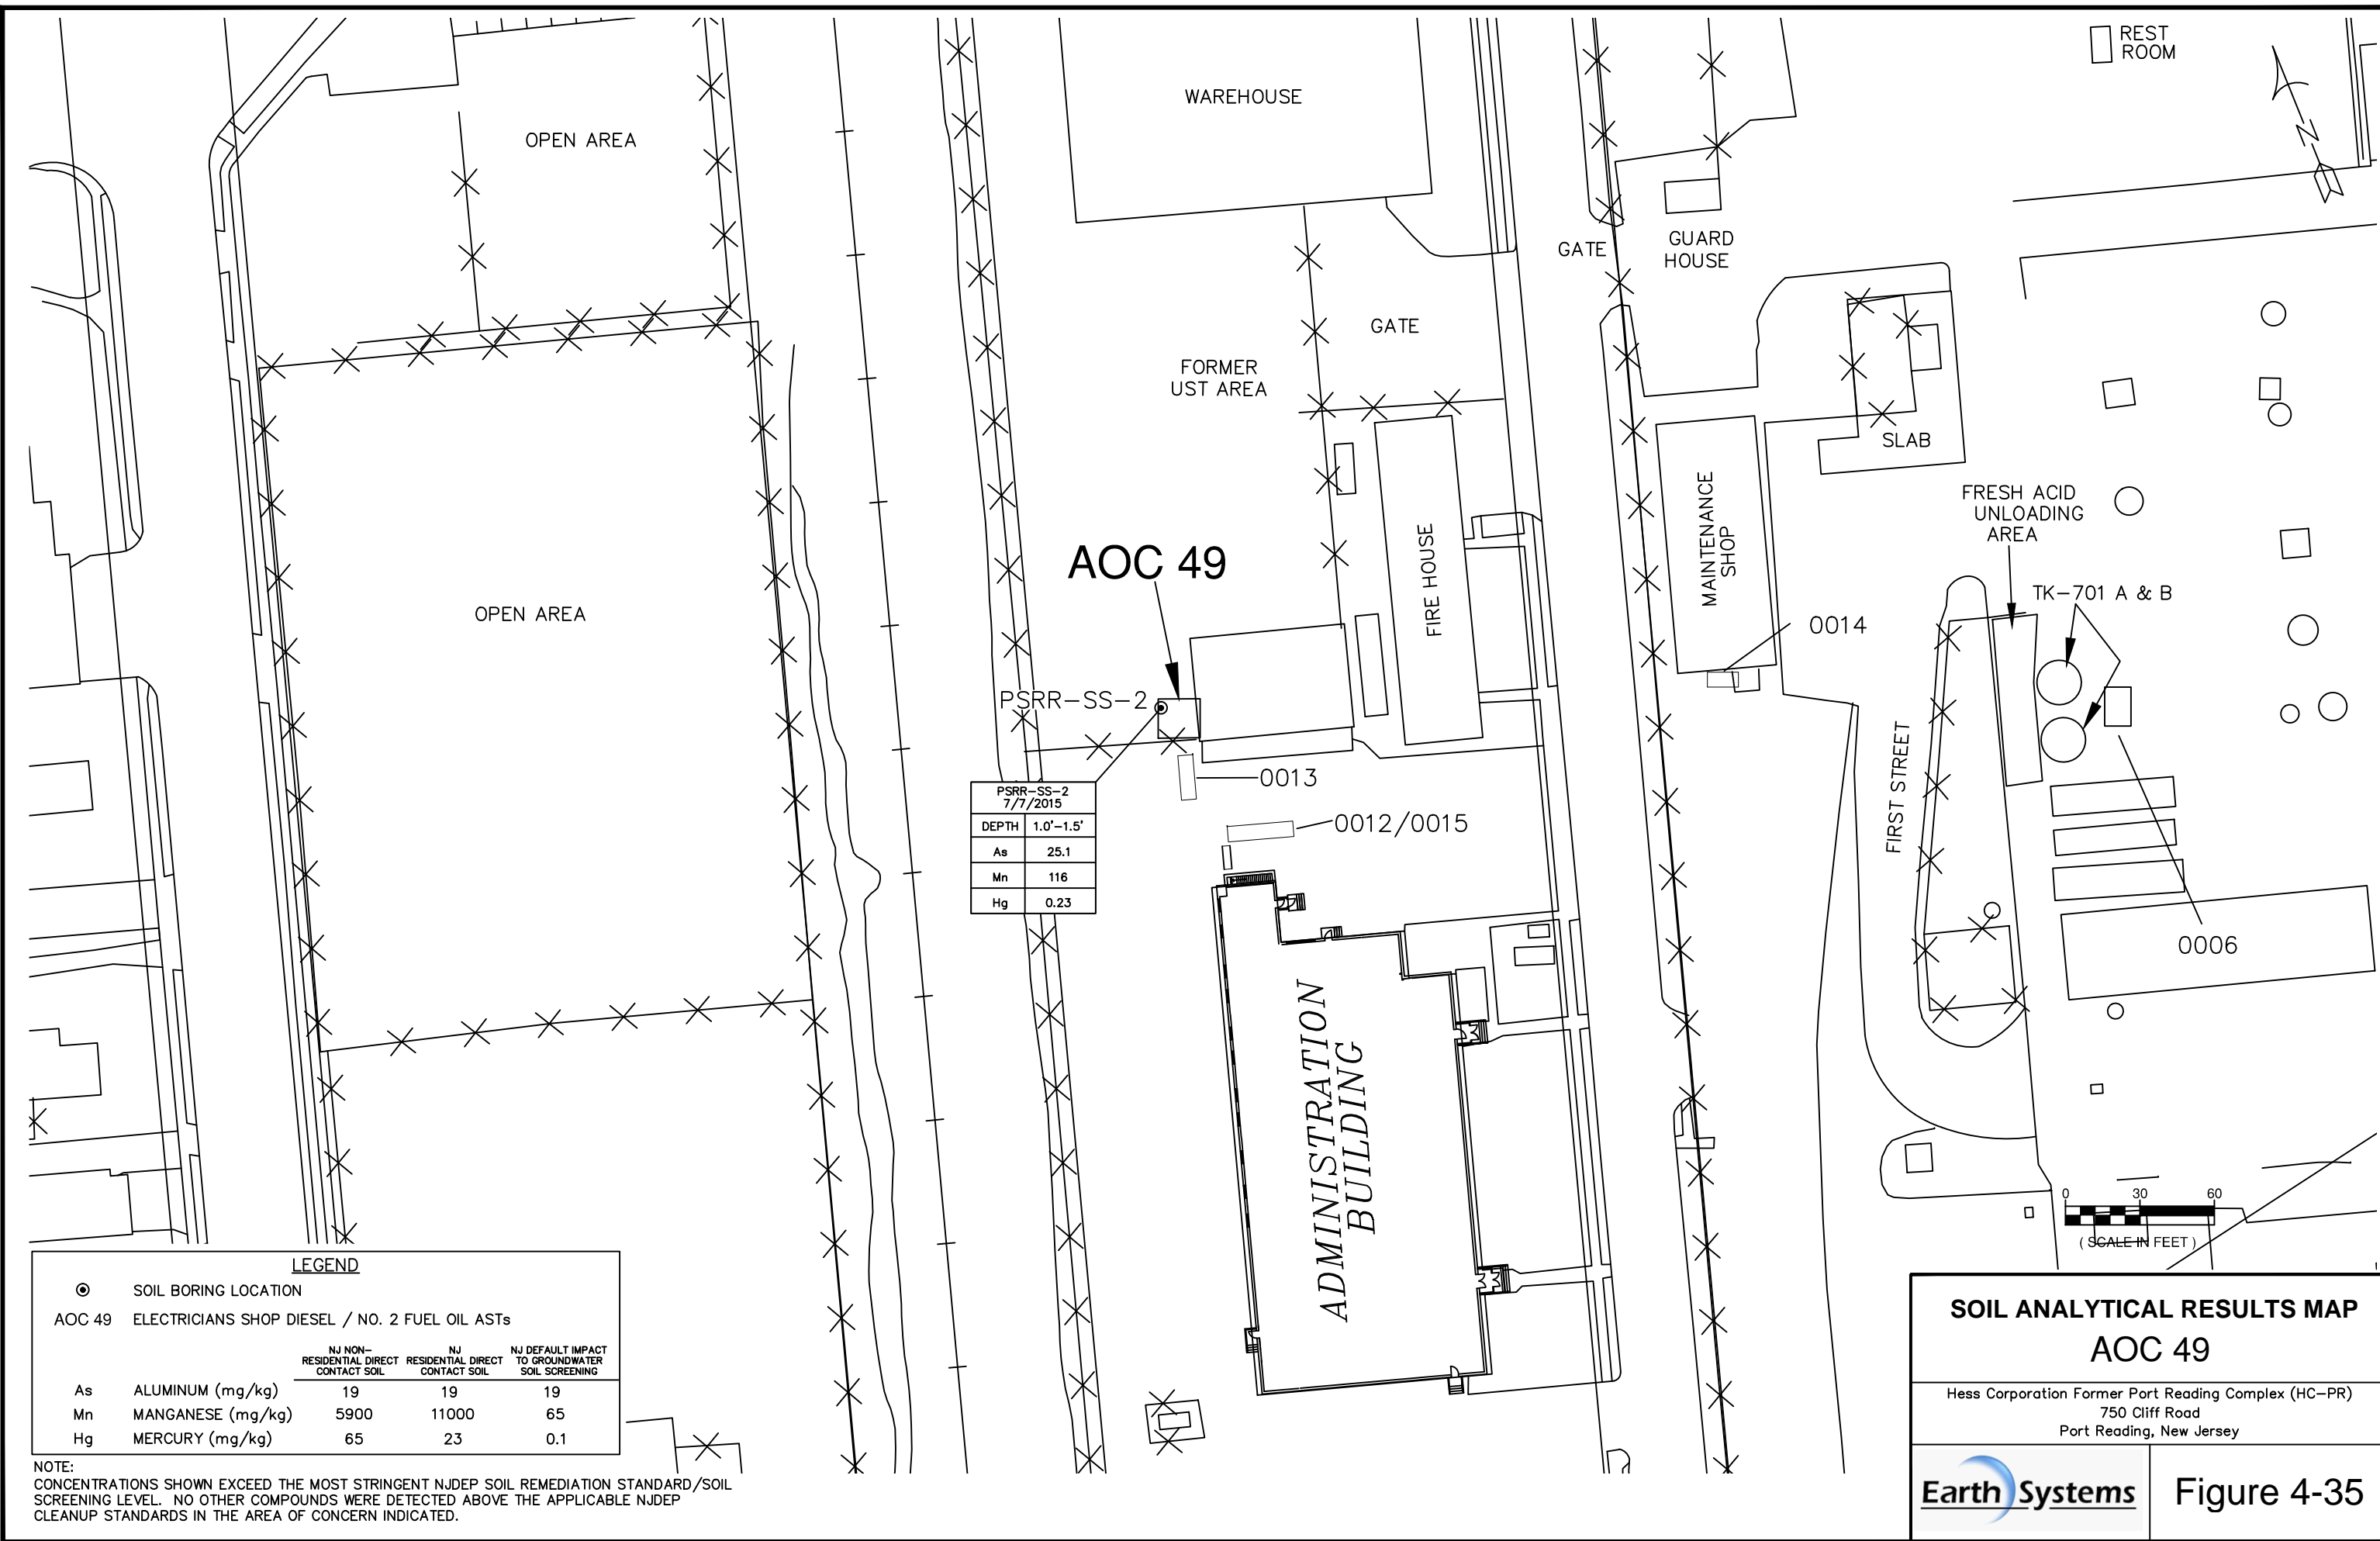 REST
ROOM
WAREHOUSE
OPEN AREA
N
GATE
GUARD
HOUSE
GATE
FORMER
UST AREA
SLAB
MAINTENANCE
SHOP
FRESH ACID
UNLOADING
AREA
FIRE HOUSE
AOC 49
TK-701 A & B
OPEN AREA
0014
PSRR-SS-2
FIRST STREET
0013
PSRR-SS-2
7/7/2015
DEPTH 1.0'-1.5'
As 25.1
Mn 116
Hg 0.23
0012/0015
0006
ADMINISTRATION
BUILDING
0 30 60
( SCALE IN FEET )
LEGEND
SOIL BORING LOCATION
AOC 49 ELECTRICIANS SHOP DIESEL / NO. 2 FUEL OIL ASTs
NJ NON-
RESIDENTIAL DIRECT
CONTACT SOIL
NJ
RESIDENTIAL DIRECT
CONTACT SOIL
NJ DEFAULT IMPACT
TO GROUNDWATER
SOIL SCREENING
As ALUMINUM (mg/kg) 19 19 19
Mn MANGANESE (mg/kg) 5900 11000 65
Hg MERCURY (mg/kg) 65 23 0.1
NOTE:
CONCENTRATIONS SHOWN EXCEED THE MOST STRINGENT NJDEP SOIL REMEDIATION STANDARD/SOIL
SCREENING LEVEL. NO OTHER COMPOUNDS WERE DETECTED ABOVE THE APPLICABLE NJDEP
CLEANUP STANDARDS IN THE AREA OF CONCERN INDICATED.
SOIL ANALYTICAL RESULTS MAP
AOC 49
Hess Corporation Former Port Reading Complex (HC-PR)
750 Cliff Road
Port Reading, New Jersey
Earth Systems
Figure 4-35